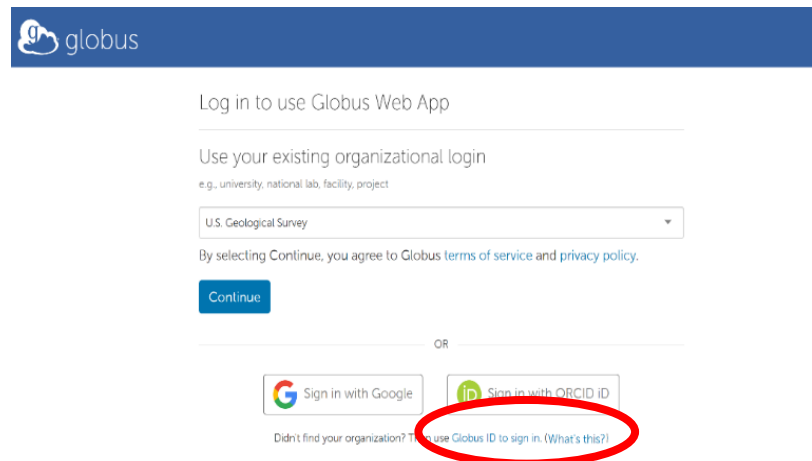 globus
Log in to use Globus Web App
Use your existing organizational login
e.g., university, national lab, facility, project
U.S. Geological Survey
By selecting Continue, you agree to Globus terms of service and privacy policy.
Continue
OR
Sign in with Google
iD Sign in with ORCID iD
Didn't find your organization? Then use Globus ID to sign in. (What's this?)